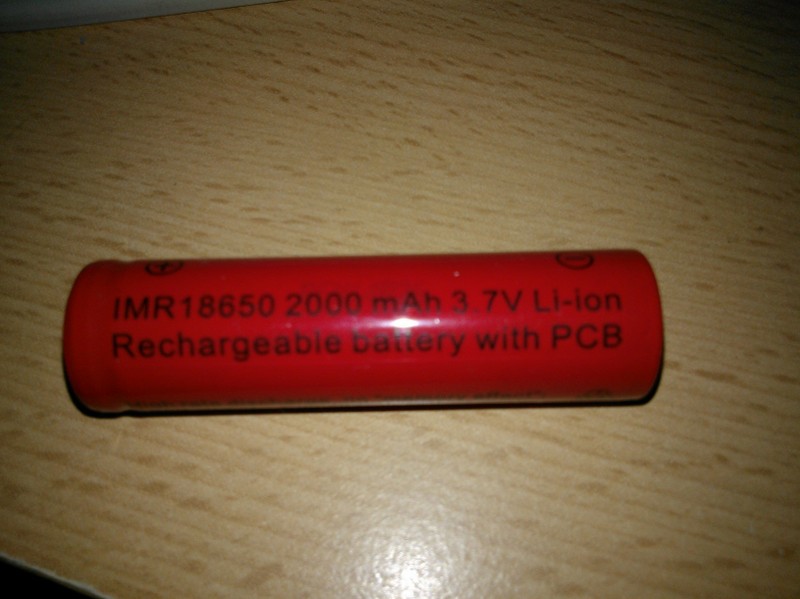 IMR18650 2000 mAh 3.7V Li-ion
Rechargeable battery with PCB